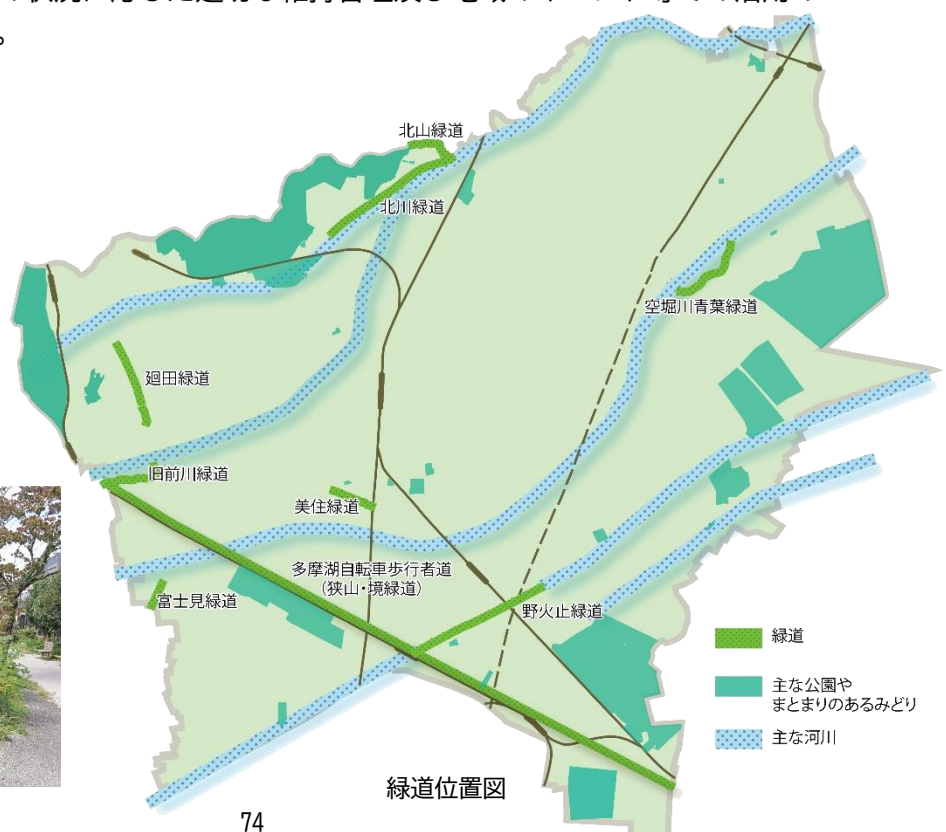 。
北山緑道
北川緑道
空堀川青葉緑道
廻田緑道
旧前川緑道
美住緑道
多摩湖自転車歩行者道
(狭山・境緑道)
富士見緑道
野火止緑道
緑道
主な公園や
まとまりのあるみどり
主な河川
緑道位置図
74